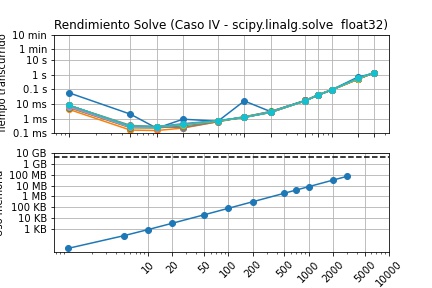 Rendimiento Solve (Caso IV - scipy.linalg.solve float32)
10 min
1 min
10 s
1 s
0.1 s
10 ms
1 ms
0.1 ms
Tiempo transcurrido
10 GB
1 GB
100 MB
10 MB
1 MB
100 KB
10 KB
1 KB
Uso memoria
10 20 50 100 200 500 1000 2000 5000 10000